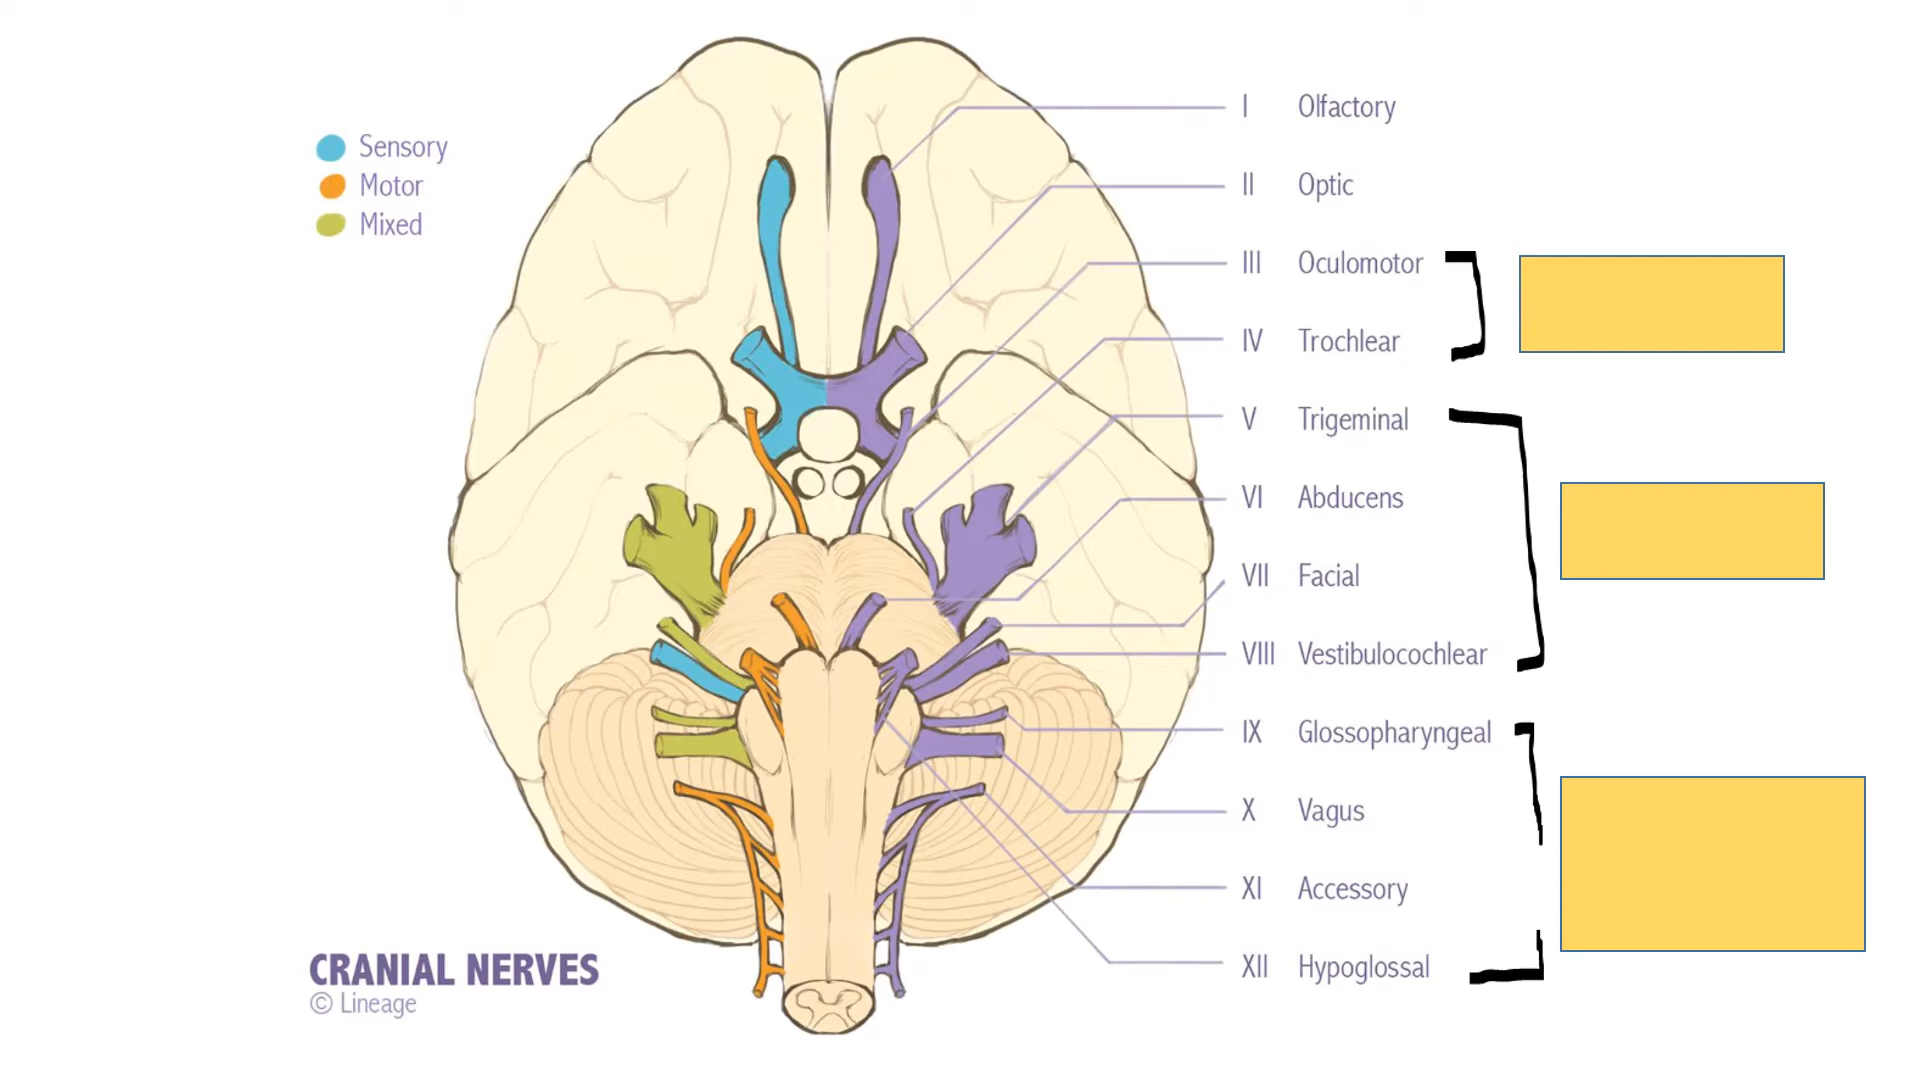 Sensory
Motor
Mixed
I Olfactory
II Optic
III Oculomotor
IV Trochlear
V Trigeminal
VI Abducens
VII Facial
VIII Vestibulocochlear
IX Glossopharyngeal
X Vagus
XI Accessory
XII Hypoglossal
CRANIAL NERVES
© Lineage